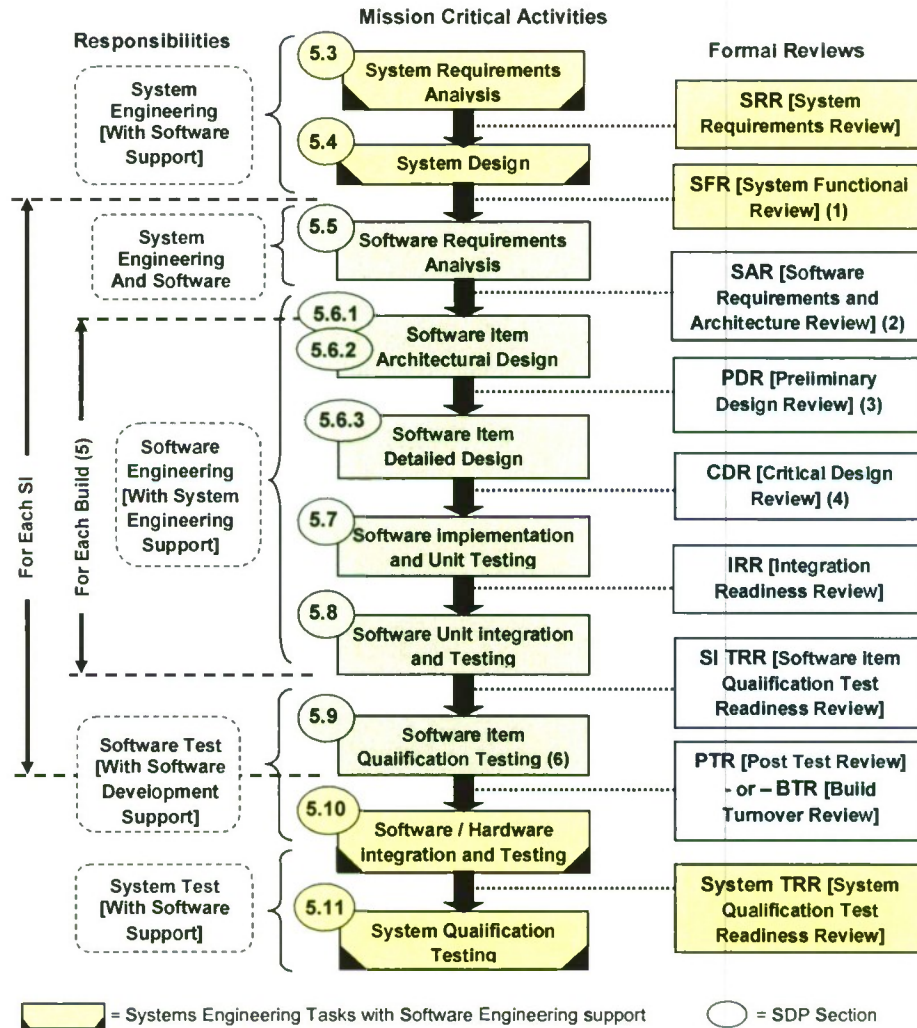 Mission Critical Activities
Responsibilities
Formal Reviews
System
Engineering
[With Software
Support]
System
Engineering
And Software
Software
Engineering
[With System
Engineering
Support]
Software Test
[With Software
Development
Support]
System Test
[With Software
Support]
For Each SI
For Each Build (5)
5.3
System Requirements
Analysis
5.4
System Design
5.5
Software Requirements
Analysis
5.6.1
5.6.2
Software Item
Architectural Design
5.6.3
Software Item
Detailed Design
5.7
Software Implementation
and Unit Testing
5.8
Software Unit integration
and Testing
5.9
Software Item
Qualification Testing (6)
5.10
Software / Hardware
integration and Testing
5.11
System Qualification
Testing
SRR [System
Requirements Review]
SFR [System Functional
Review] (1)
SAR [Software
Requirements and
Architecture Review] (2)
PDR [Preliminary
Design Review] (3)
CDR [Critical Design
Review] (4)
IRR [Integration
Readiness Review]
SI TRR [Software item
Qualification Test
Readiness Review]
PTR [Post Test Review]
- or – BTR [Build
Turnover Review]
System TRR [System
Qualification Test
Readiness Review]
= Systems Engineering Tasks with Software Engineering support
= SDP Section